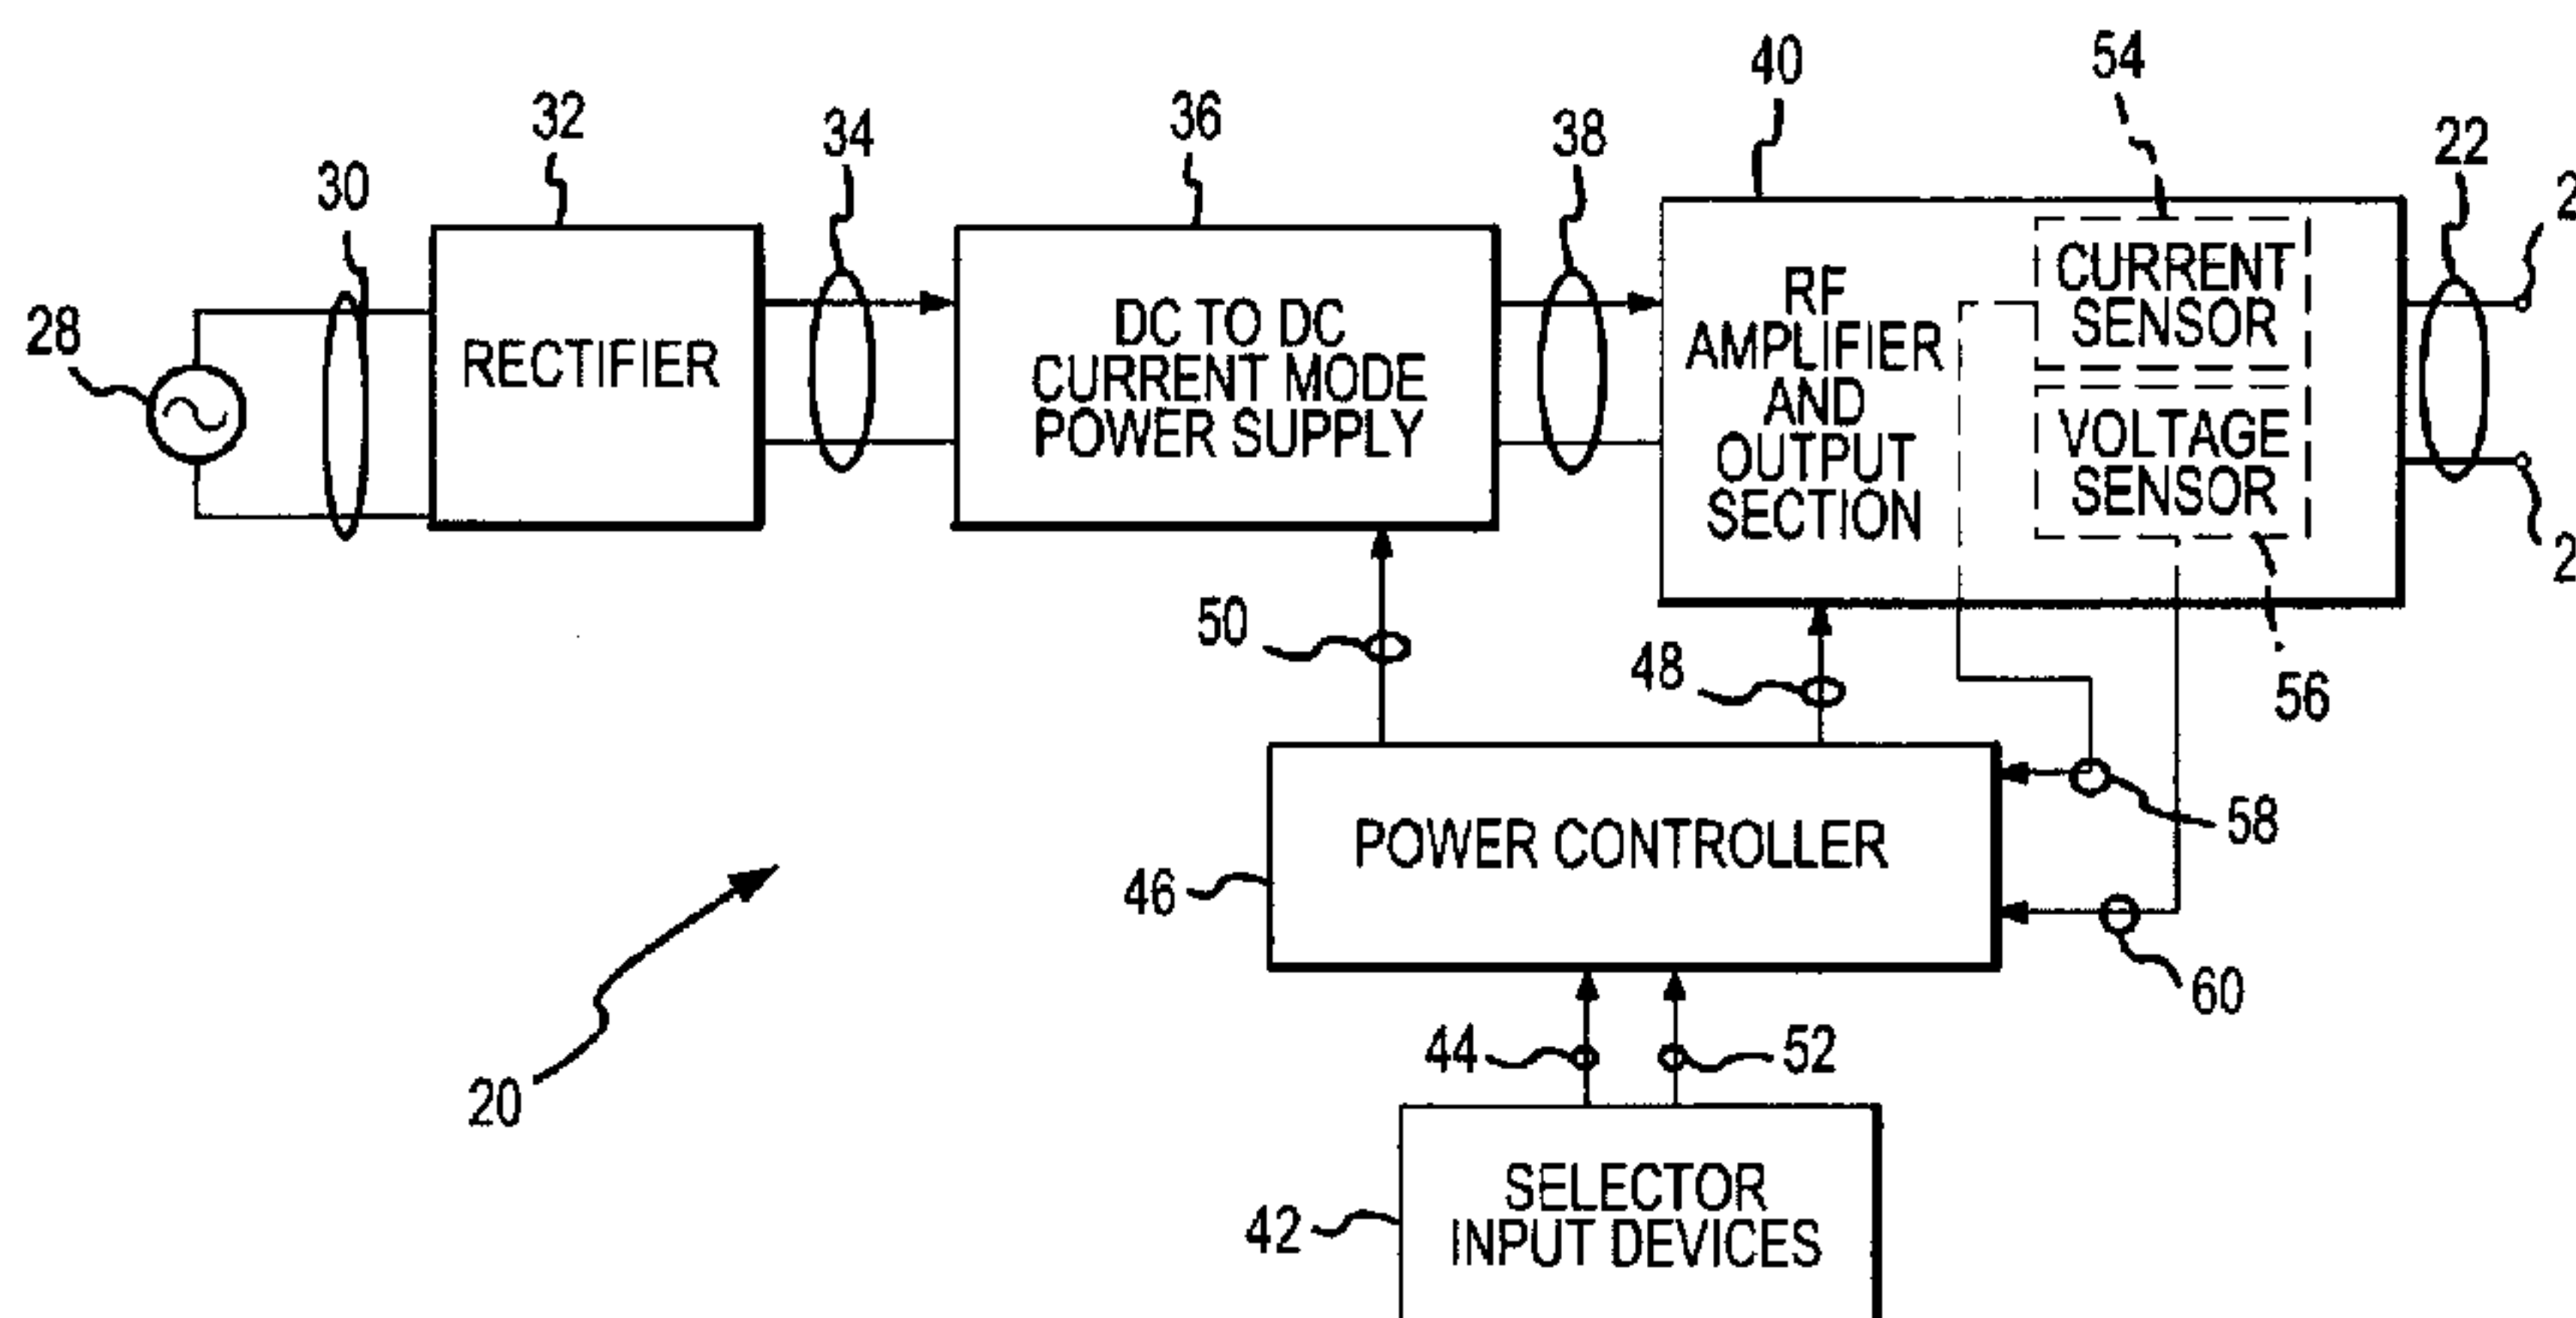 40
54
32
34
36
38
22
30
28
RECTIFIER
DC TO DC
CURRENT MODE
POWER SUPPLY
RF
AMPLIFIER
AND
OUTPUT
SECTION
CURRENT
SENSOR
VOLTAGE
SENSOR
50
48
56
POWER CONTROLLER
58
46
60
44
52
20
SELECTOR
INPUT DEVICES
42